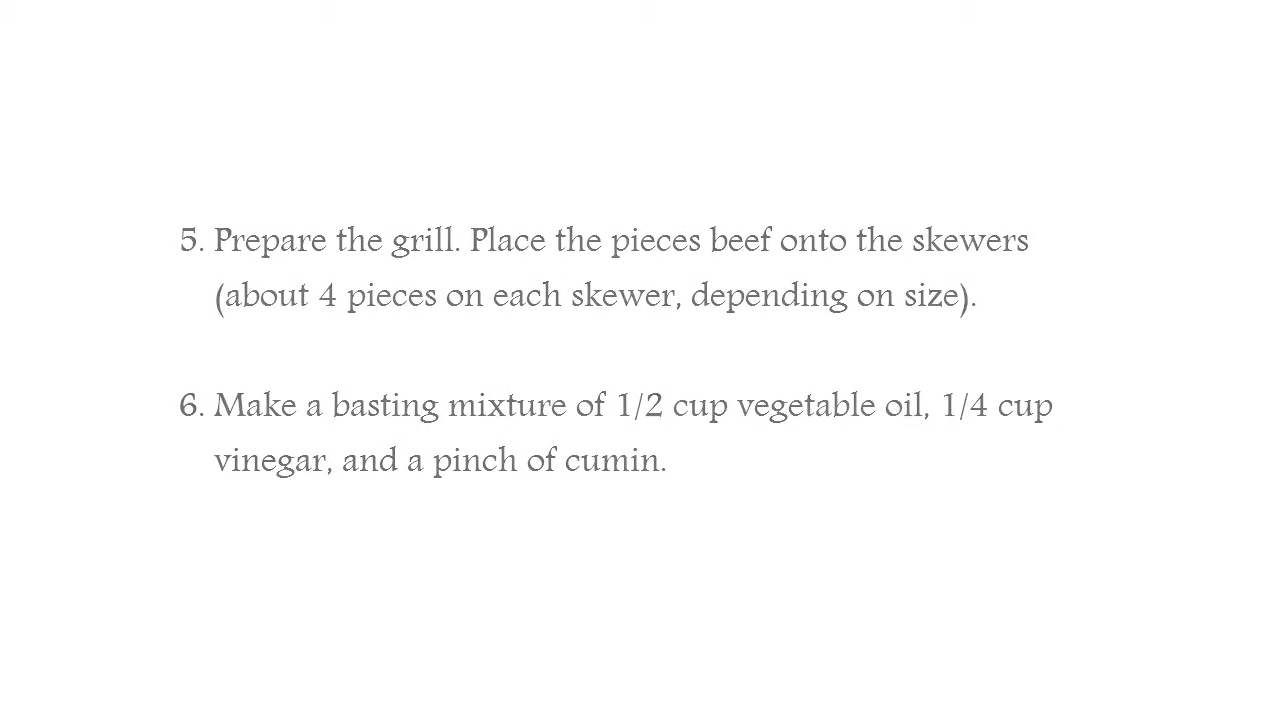 5. Prepare the grill. Place the pieces beef onto the skewers
(about 4 pieces on each skewer, depending on size).
6. Make a basting mixture of 1/2 cup vegetable oil, 1/4 cup
vinegar, and a pinch of cumin.